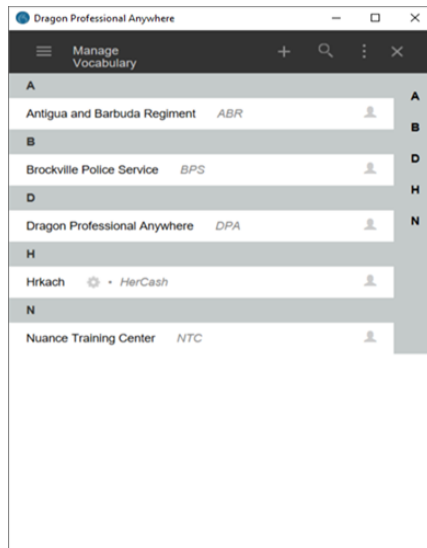 Dragon Professional Anywhere
Manage
Vocabulary
A
Antigua and Barbuda Regiment ABR
B
Brockville Police Service BPS
D
Dragon Professional Anywhere DPA
H
Hrkach • HerCash
N
Nuance Training Center NTC
A
B
D
H
N